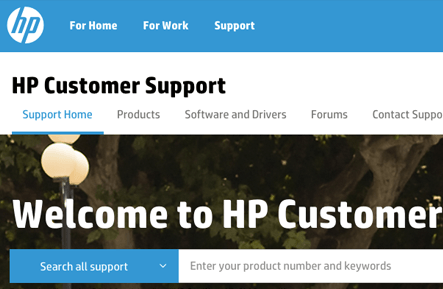 hp For Home For Work Support
HP Customer Support
Support Home Products Software and Drivers Forums Contact Suppo
Welcome to HP Customer
Search all support Enter your product number and keywords